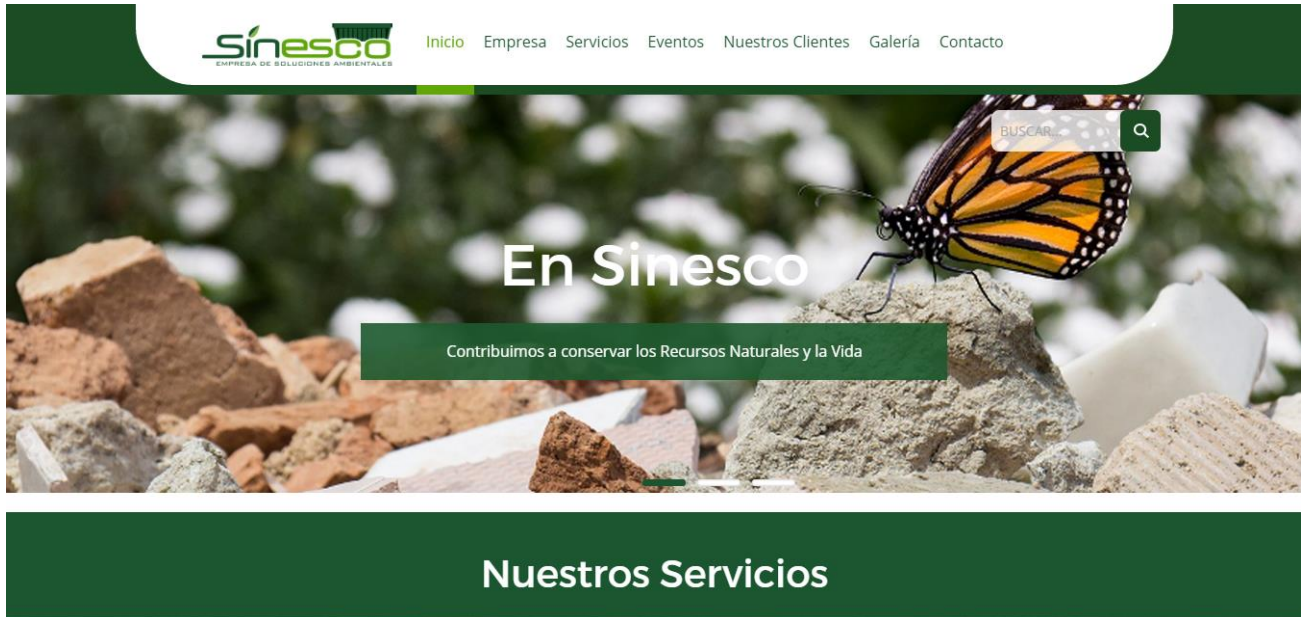 Sínesco
EMPRESA DE SOLUCIONES AMBIENTALES
Inicio Empresa Servicios Eventos Nuestros Clientes Galería Contacto
BUSCAR...
En Sinesco
Contribuimos a conservar los Recursos Naturales y la Vida
Nuestros Servicios